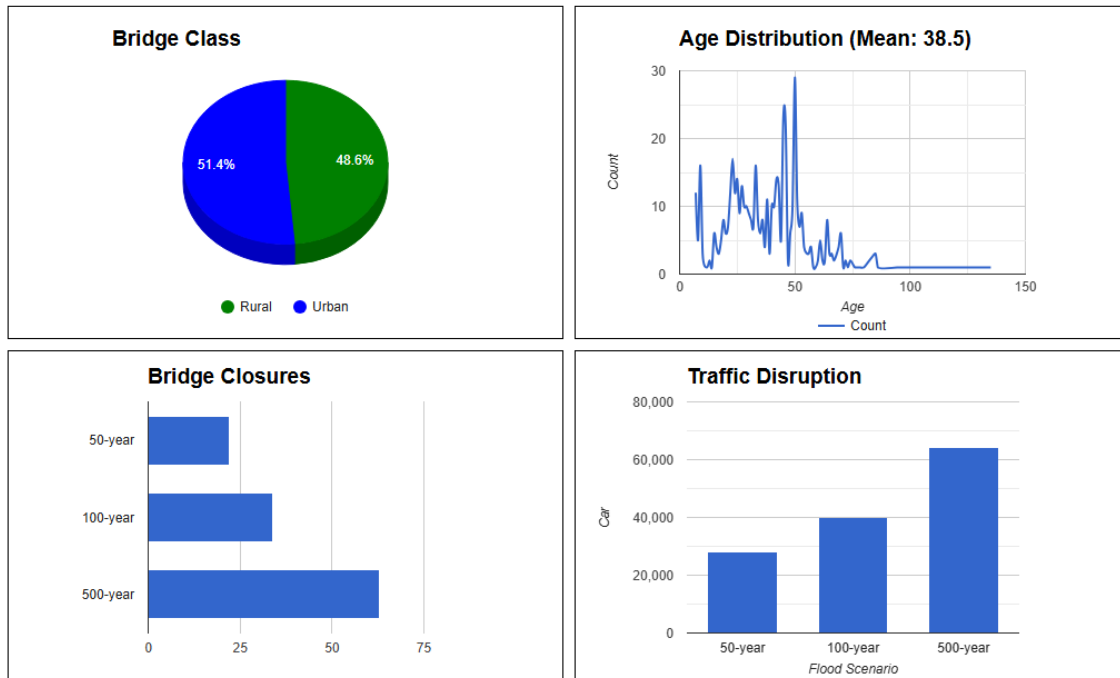 Bridge Class
51.4%
48.6%
Rural
Urban
Age Distribution (Mean: 38.5)
30
20
10
0
Count
0
50
100
150
Age
Count
Bridge Closures
50-year
100-year
500-year
0
25
50
75
Traffic Disruption
80,000
60,000
40,000
20,000
0
Car
50-year
100-year
500-year
Flood Scenario